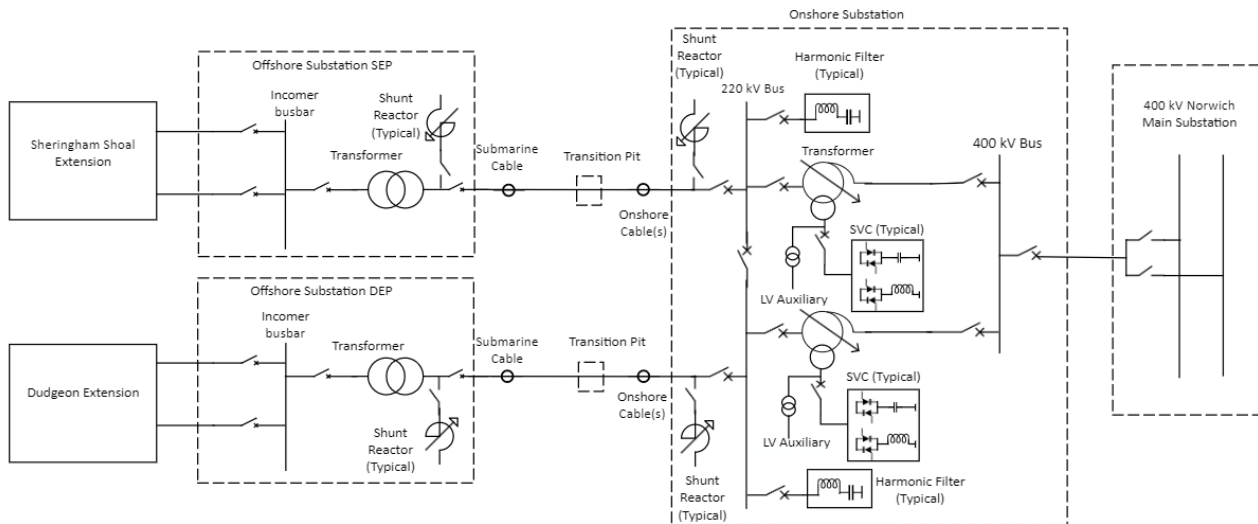 Onshore Substation
Offshore Substation SEP
Shunt
Reactor
(Typical)
Harmonic Filter
(Typical)
220 kV Bus
Incomer
busbar
Shunt
Reactor
(Typical)
400 kV Norwich
Main Substation
Sheringham Shoal
Extension
Transformer
Submarine
Cable
Transition Pit
Transformer
400 kV Bus
Onshore
Cable(s)
SVC (Typical)
LV Auxiliary
Offshore Substation DEP
Incomer
busbar
Transformer
Submarine
Cable
Transition Pit
Dudgeon Extension
Onshore
Cable(s)
SVC (Typical)
Shunt
Reactor
(Typical)
LV Auxiliary
Shunt
Reactor
(Typical)
Harmonic Filter
(Typical)